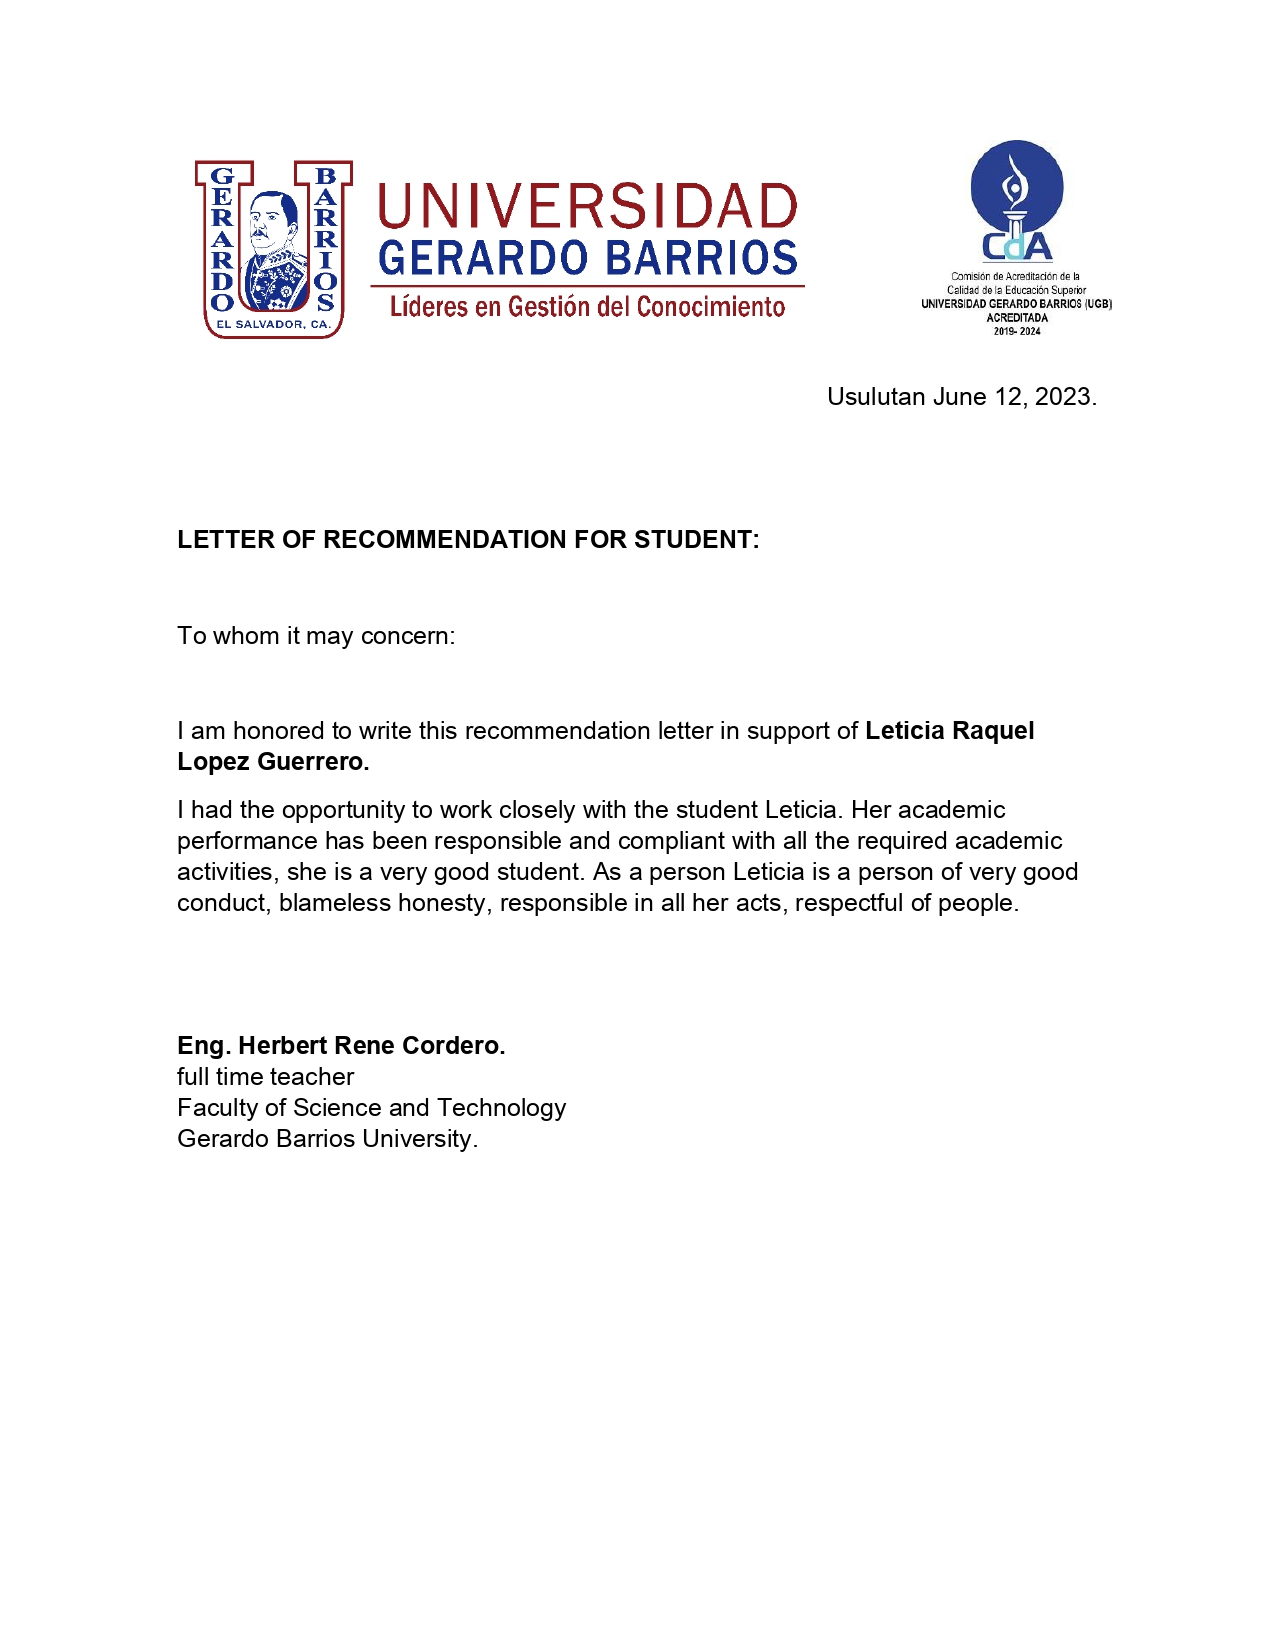 GERARDO
BARRIOS
EL SALVADOR, CA.
UNIVERSIDAD
GERARDO BARRIOS
Líderes en Gestión del Conocimiento
CdA
Comisión de Acreditación de la
Calidad de la Educación Superior
UNIVERSIDAD GERARDO BARRIOS (UGB)
ACREDITADA
2019- 2024
Usulutan June 12, 2023.
LETTER OF RECOMMENDATION FOR STUDENT:
To whom it may concern:
I am honored to write this recommendation letter in support of Leticia Raquel
Lopez Guerrero.
I had the opportunity to work closely with the student Leticia. Her academic
performance has been responsible and compliant with all the required academic
activities, she is a very good student. As a person Leticia is a person of very good
conduct, blameless honesty, responsible in all her acts, respectful of people.
Eng. Herbert Rene Cordero.
full time teacher
Faculty of Science and Technology
Gerardo Barrios University.